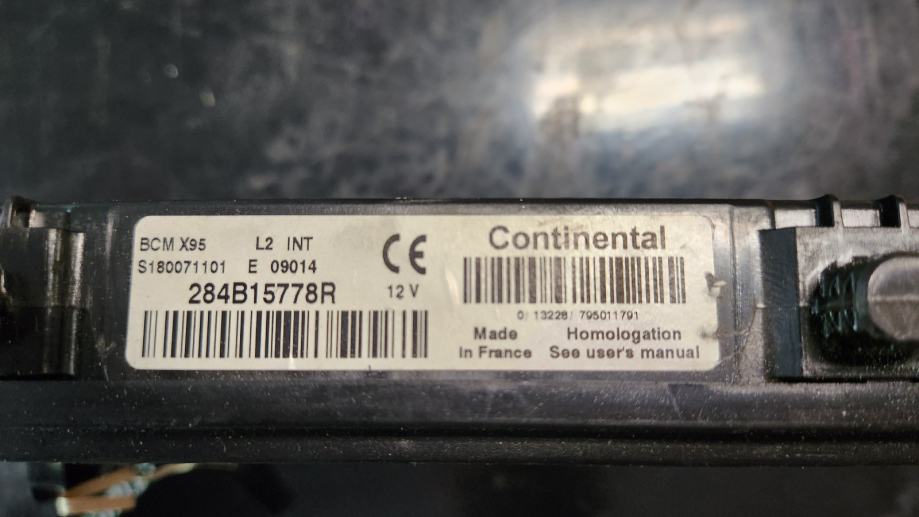 BCM X95 L2 INT
S180071101 E 09014
284B15778R
CE
12 V
Continental
0/ 13228/ 795011791
Made
In France
Homologation
See user's manual